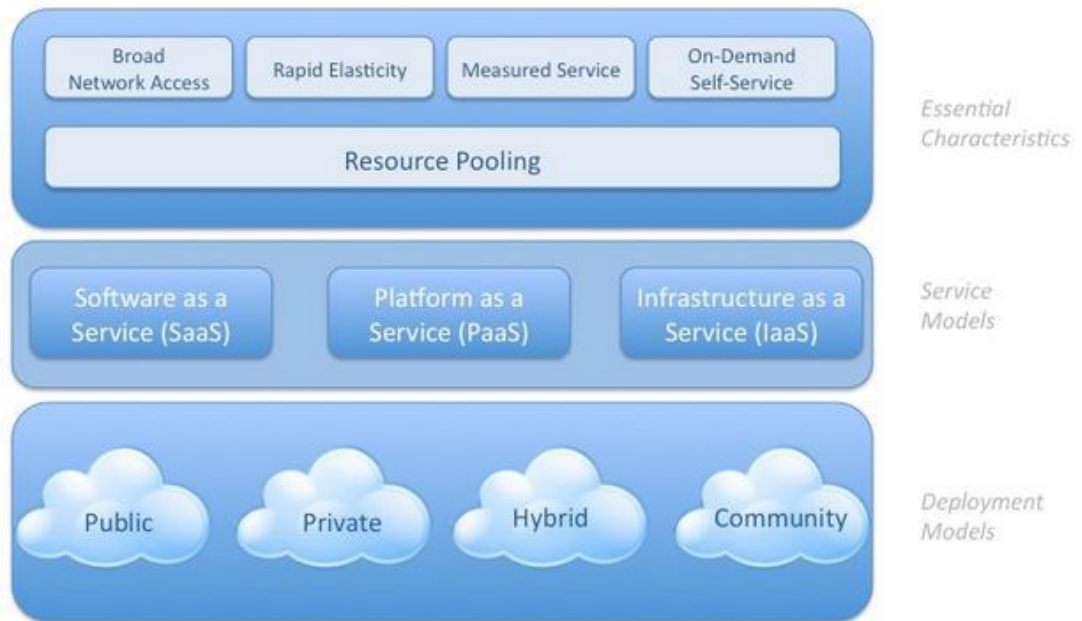 Broad
Network Access
Rapid Elasticity
Measured Service
On-Demand
Self-Service
Resource Pooling
Essential
Characteristics
Software as a
Service (SaaS)
Platform as a
Service (PaaS)
Infrastructure as a
Service (IaaS)
Service
Models
Public
Private
Hybrid
Community
Deployment
Models